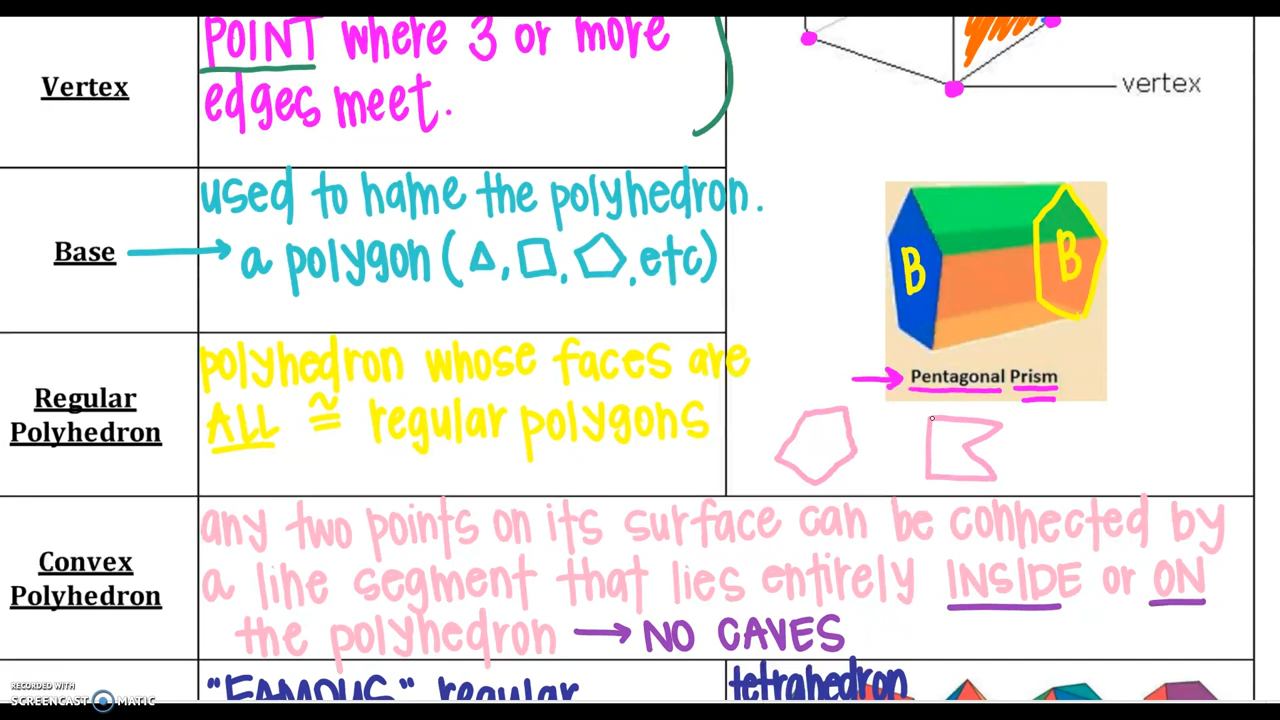 POINT where 3 or more
Vertex
edges meet.
vertex
used to name the polyhedron.
Base
a polygon (△, □, ⬠, etc)
B
B
Pentagonal Prism
polyhedron whose faces are
Regular
Polyhedron
ALL ≅ regular polygons
any two points on its surface can be connected by
Convex
Polyhedron
a line segment that lies entirely INSIDE or ON
the polyhedron → NO CAVES
"FAMOUS" regular
tetrahedron
RECORDED WITH
SCREENCAST MATIC